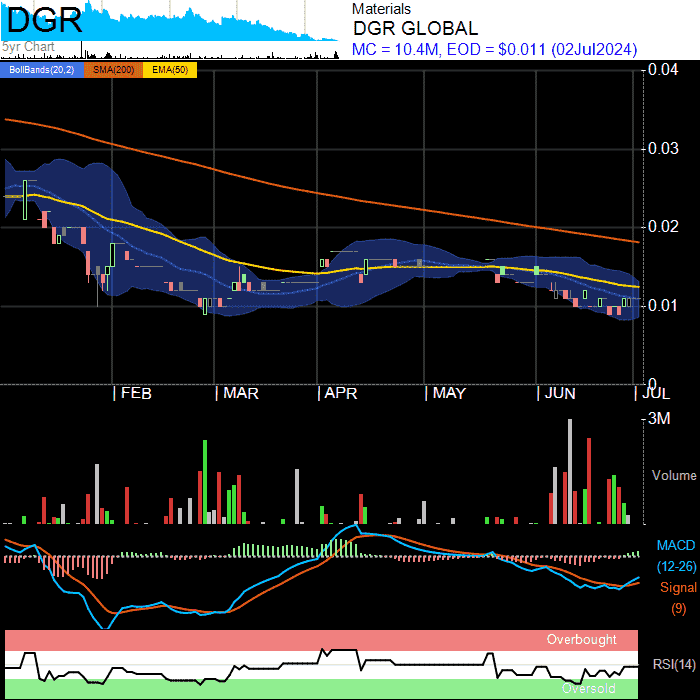 DGR
5yr Chart
Materials
DGR GLOBAL
MC = 10.4M, EOD = $0.011 (02Jul2024)
BollBands(20,2) SMA(200) EMA(50)
0.04
0.03
0.02
0.01
0
FEB MAR APR MAY JUN JUL
3M
Volume
MACD
(12-26)
Signal
(9)
Overbought
RSI(14)
Oversold